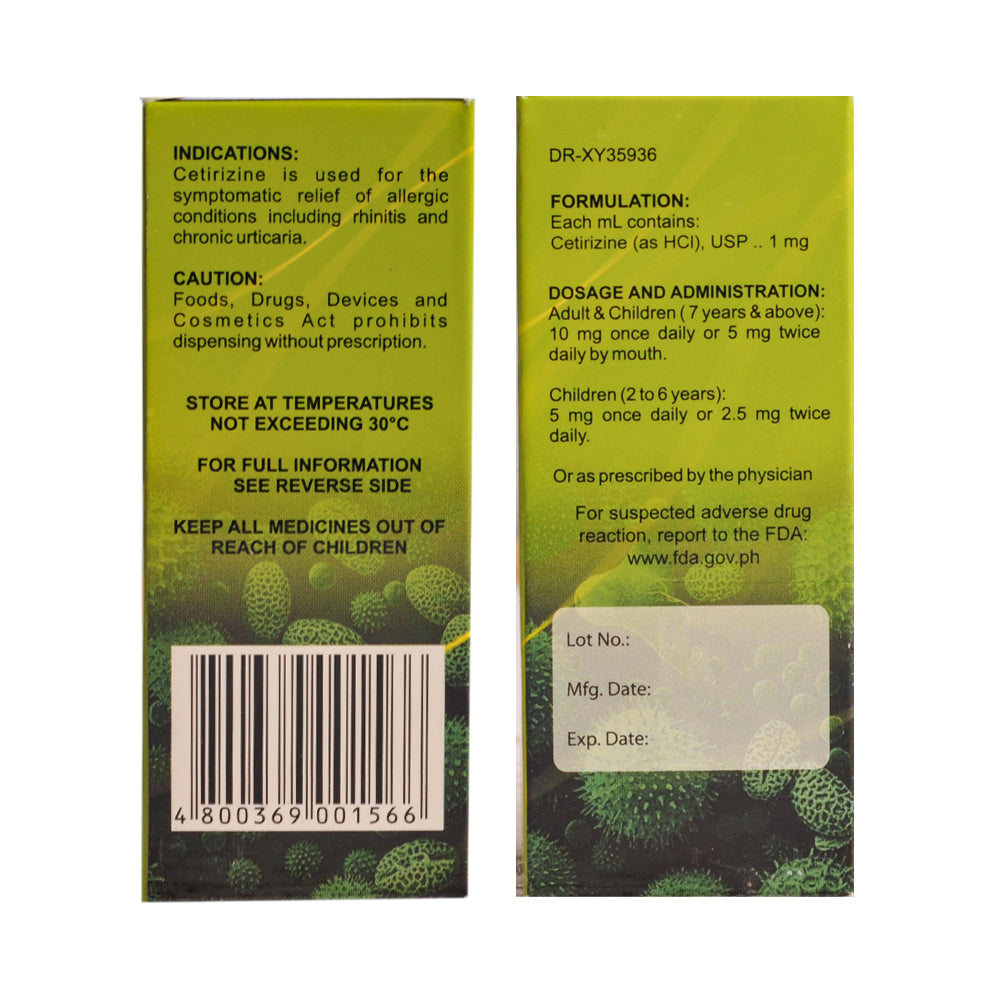 INDICATIONS:
Cetirizine is used for the
symptomatic relief of allergic
conditions including rhinitis and
chronic urticaria.
CAUTION:
Foods, Drugs, Devices and
Cosmetics Act prohibits
dispensing without prescription.
STORE AT TEMPERATURES
NOT EXCEEDING 30°C
FOR FULL INFORMATION
SEE REVERSE SIDE
KEEP ALL MEDICINES OUT OF
REACH OF CHILDREN
4 800369 001566
DR-XY35936
FORMULATION:
Each mL contains:
Cetirizine (as HCl), USP .. 1 mg
DOSAGE AND ADMINISTRATION:
Adult & Children ( 7 years & above):
10 mg once daily or 5 mg twice
daily by mouth.
Children (2 to 6 years):
5 mg once daily or 2.5 mg twice
daily.
Or as prescribed by the physician
For suspected adverse drug
reaction, report to the FDA:
www.fda.gov.ph
Lot No.:
Mfg. Date:
Exp. Date: